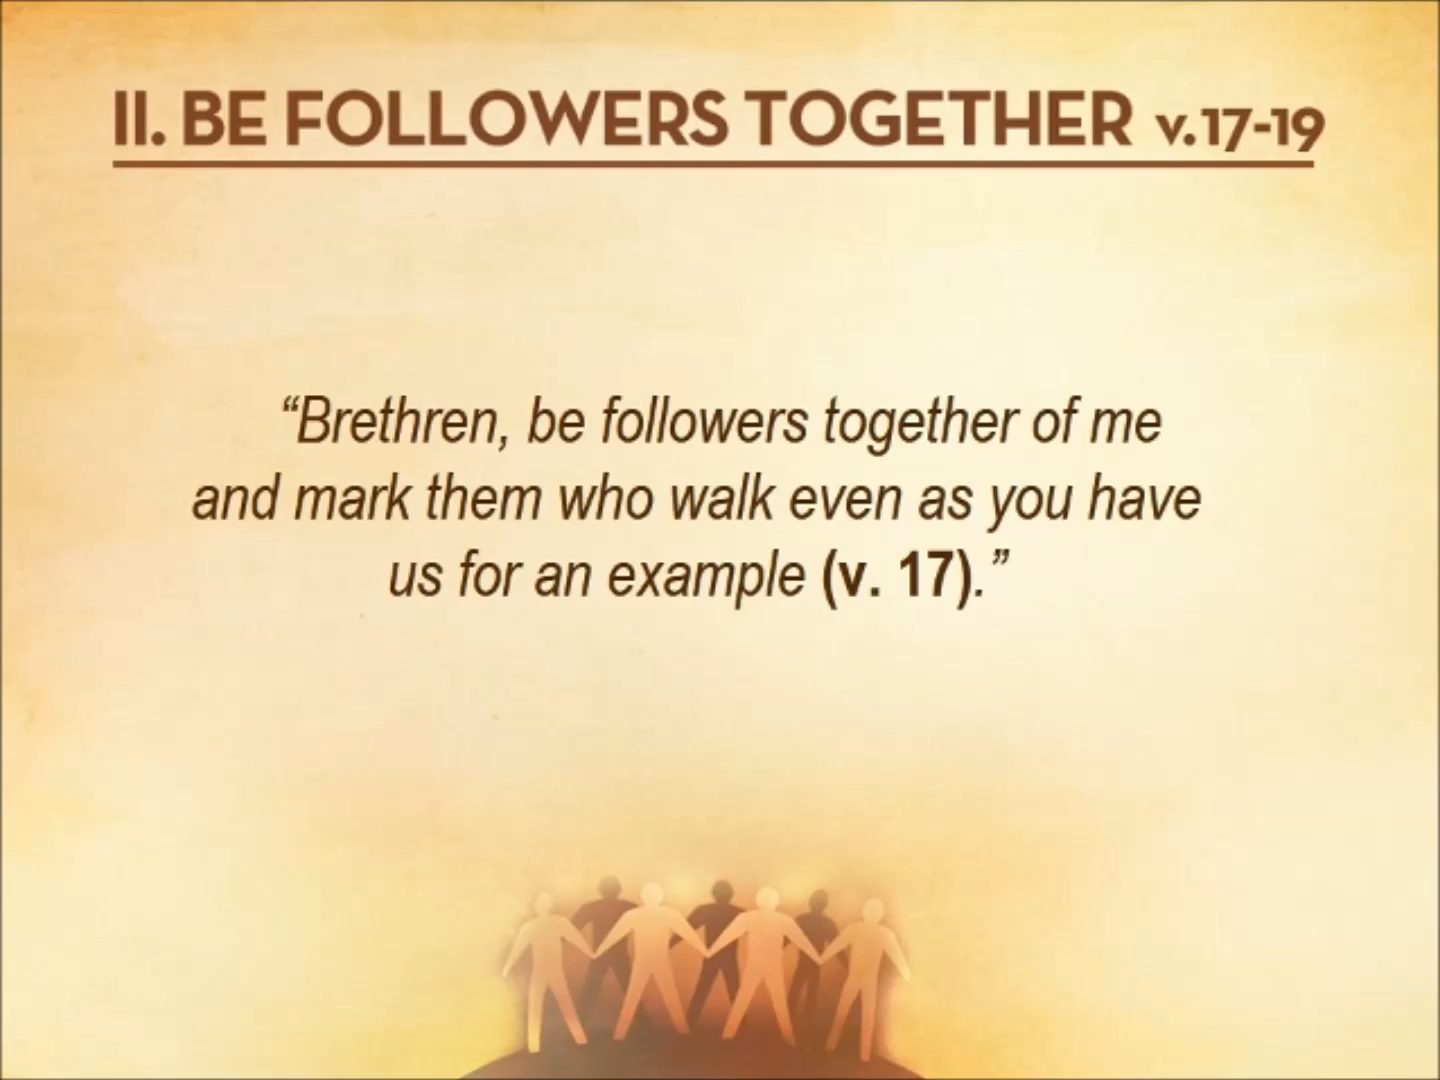 II. BE FOLLOWERS TOGETHER v.17-19
“Brethren, be followers together of me
and mark them who walk even as you have
us for an example (v. 17).”